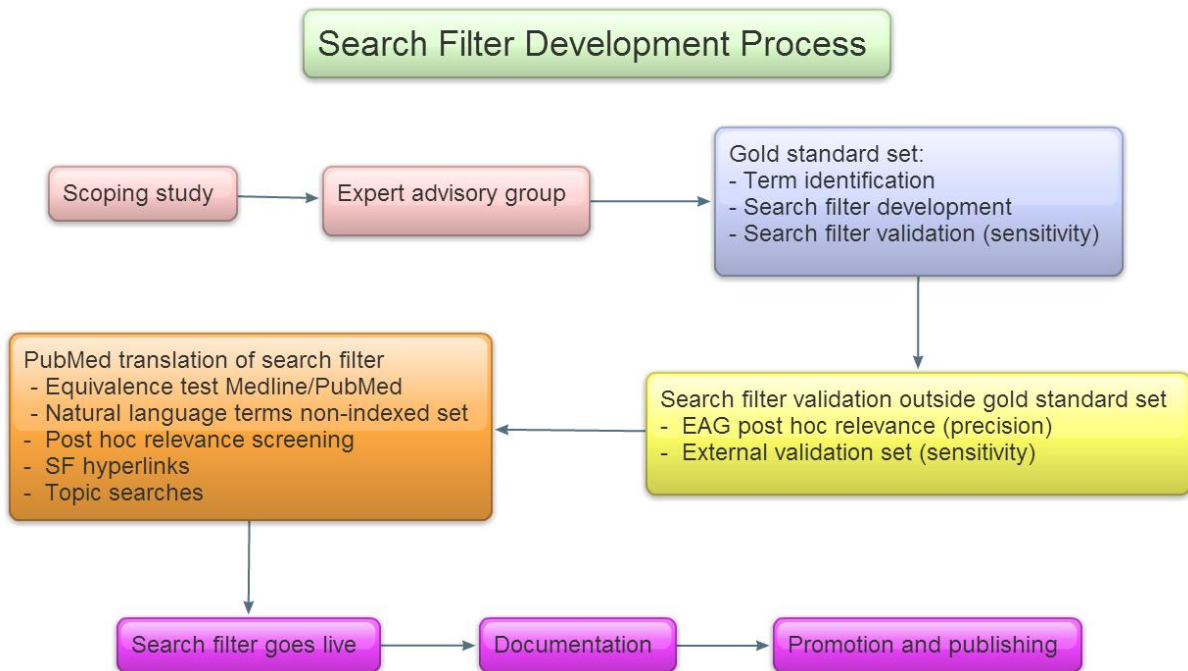 Search Filter Development Process
Scoping study
Expert advisory group
Gold standard set:
- Term identification
- Search filter development
- Search filter validation (sensitivity)
Search filter validation outside gold standard set
- EAG post hoc relevance (precision)
- External validation set (sensitivity)
PubMed translation of search filter
- Equivalence test Medline/PubMed
- Natural language terms non-indexed set
- Post hoc relevance screening
- SF hyperlinks
- Topic searches
Search filter goes live
Documentation
Promotion and publishing